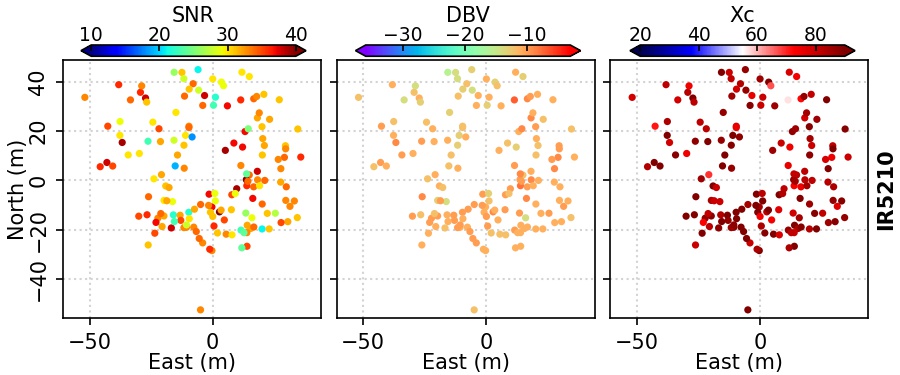 SNR
DBV
Xc
10 20 30 40
−30 −20 −10
20 40 60 80
North (m)
40
20
0
−20
−40
IR5210
−50 0
−50 0
−50 0
East (m)
East (m)
East (m)